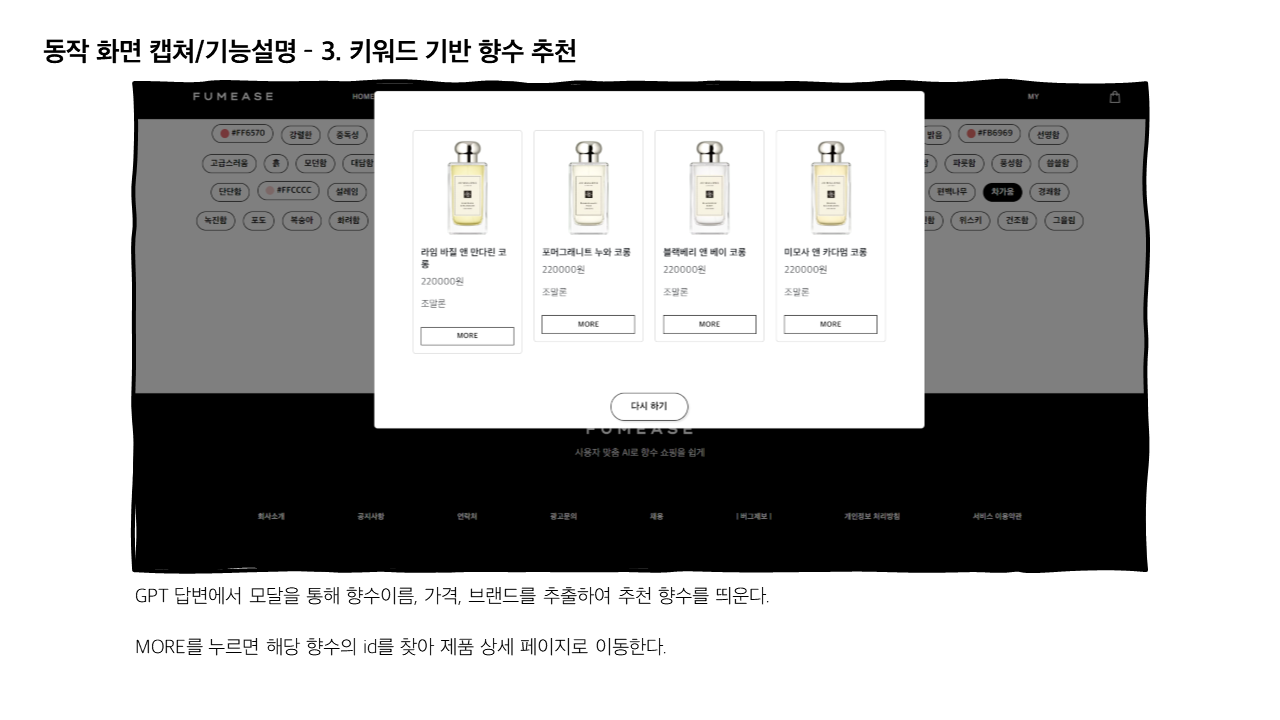 동작 화면 캡쳐/기능설명 - 3. 키워드 기반 향수 추천
FUMEASE HOME MY
#FF6570 강렬한 중독성 밝음 #FB6969 선명함
고급스러움 흙 모던함 대담함 파릇함 풍성함 씁쓸함
단단함 #FFCCCC 설레임 편백나무 차가움 경쾌함
녹진함 포도 복숭아 화려함 위스키 건조함 그을림
라임 바질 앤 만다린 코
롱
220000원
조말론
MORE
포머그래니트 누와 코롱
220000원
조말론
MORE
블랙베리 앤 베이 코롱
220000원
조말론
MORE
미모사 앤 카다멈 코롱
220000원
조말론
MORE
다시 하기
FUMEASE
사용자 맞춤 AI로 향수 쇼핑을 쉽게
회사소개 공지사항 연락처 광고문의 채용 | 버그제보 | 개인정보 처리방침 서비스 이용약관
GPT 답변에서 모달을 통해 향수이름, 가격, 브랜드를 추출하여 추천 향수를 띄운다.
MORE를 누르면 해당 향수의 id를 찾아 제품 상세 페이지로 이동한다.